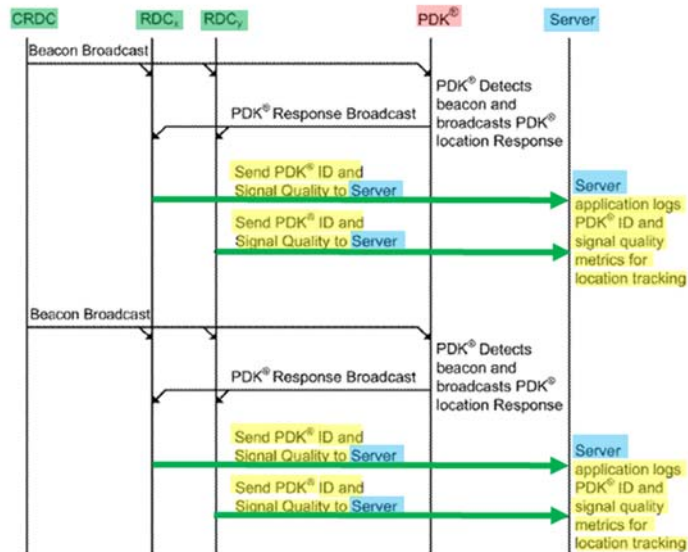 CRDC RDCx RDCy PDK® Server
Beacon Broadcast
PDK® Detects
beacon and
broadcasts PDK®
location Response
PDK® Response Broadcast
Send PDK® ID and
Signal Quality to Server
Send PDK® ID and
Signal Quality to Server
Server
application logs
PDK® ID and
signal quality
metrics for
location tracking
Beacon Broadcast
PDK® Detects
beacon and
broadcasts PDK®
location Response
PDK® Response Broadcast
Send PDK® ID and
Signal Quality to Server
Send PDK® ID and
Signal Quality to Server
Server
application logs
PDK® ID and
signal quality
metrics for
location tracking